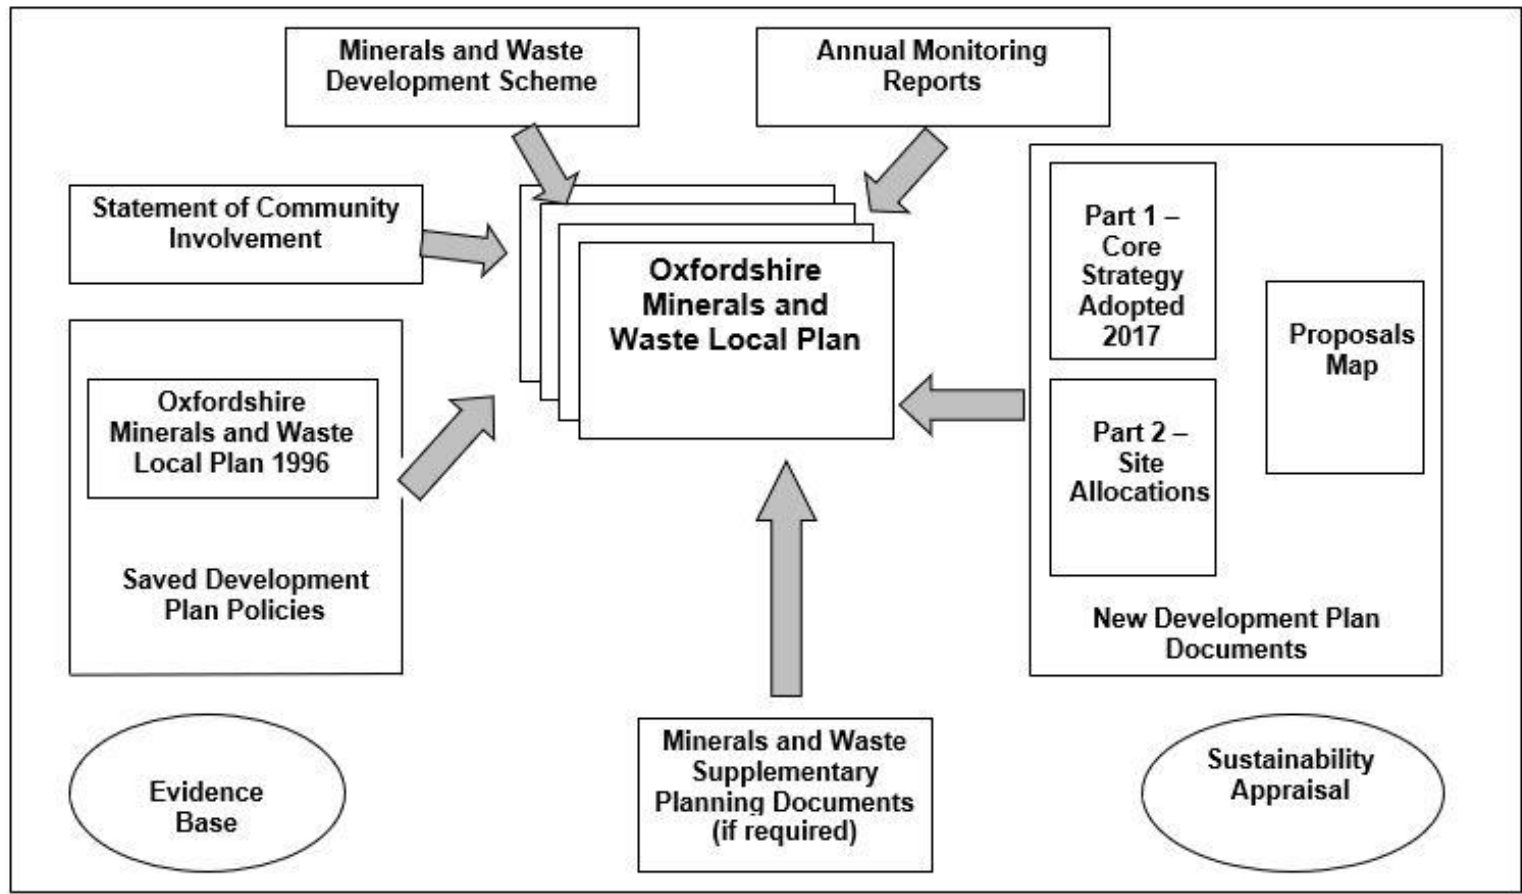 Minerals and Waste
Development Scheme
Annual Monitoring
Reports
Statement of Community
Involvement
Oxfordshire
Minerals and
Waste Local Plan
Part 1 –
Core
Strategy
Adopted
2017
Proposals
Map
Oxfordshire
Minerals and Waste
Local Plan 1996
Part 2 –
Site
Allocations
Saved Development
Plan Policies
New Development Plan
Documents
Evidence
Base
Minerals and Waste
Supplementary
Planning Documents
(if required)
Sustainability
Appraisal